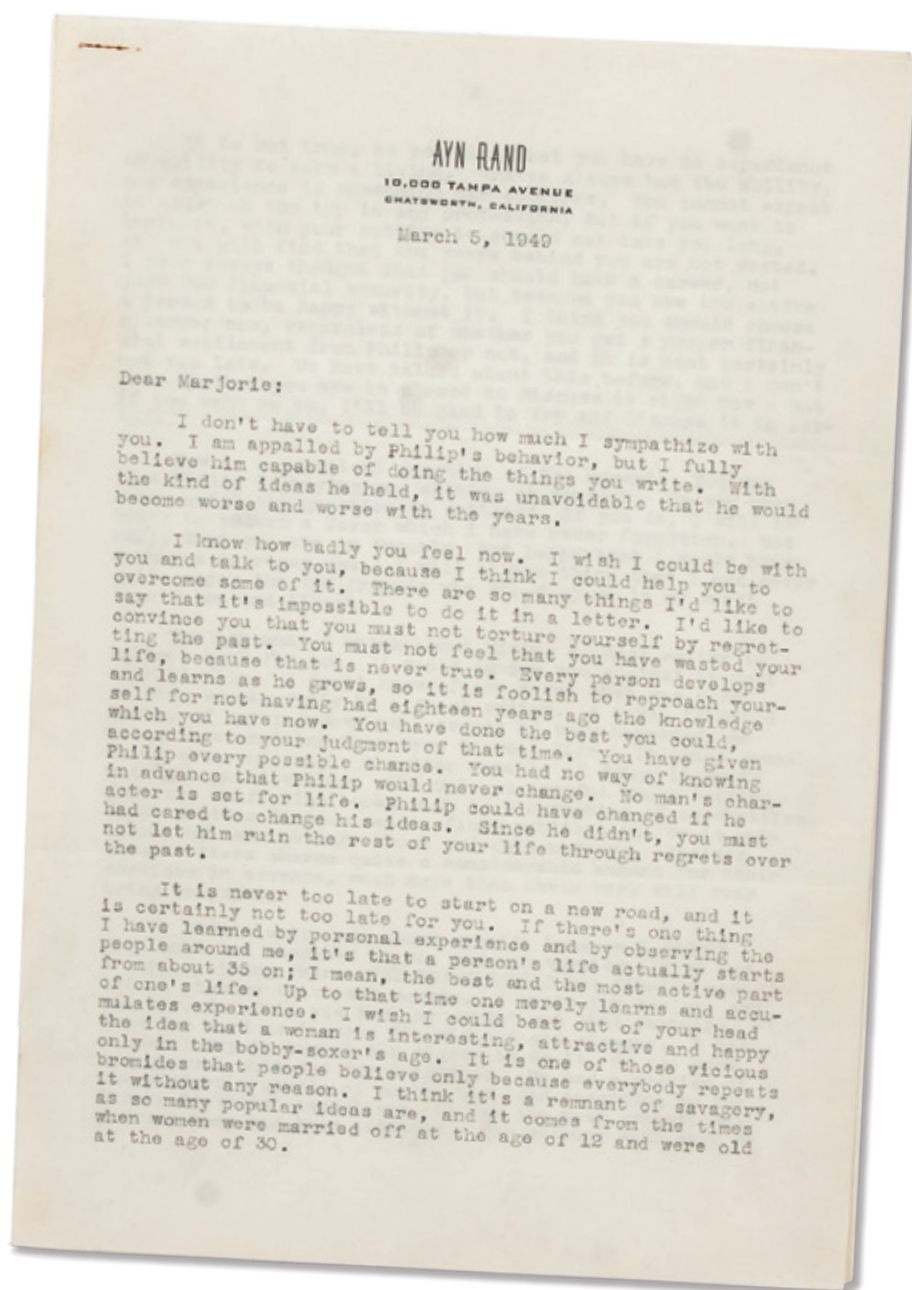 AYN RAND
10,000 TAMPA AVENUE
CHATSWORTH, CALIFORNIA
March 5, 1949
Dear Marjorie:
I don't have to tell you how much I sympathize with
you. I am appalled by Philip's behavior, but I fully
believe him capable of doing the things you write. With
the kind of ideas he held, it was unavoidable that he would
become worse and worse with the years.
I know how badly you feel now. I wish I could be with
you and talk to you, because I think I could help you to
overcome some of it. There are so many things I'd like to
say that it's impossible to do it in a letter. I'd like to
convince you that you must not torture yourself by regret-
ting the past. You must not feel that you have wasted your
life, because that is never true. Every person develops
and learns as he grows, so it is foolish to reproach your-
self for not having had eighteen years ago the knowledge
which you have now. You have done the best you could,
according to your judgment of that time. You have given
Philip every possible chance. You had no way of knowing
in advance that Philip would never change. No man's char-
acter is set for life. Philip could have changed if he
had cared to change his ideas. Since he didn't, you must
not let him ruin the rest of your life through regrets over
the past.
It is never too late to start on a new road, and it
is certainly not too late for you. If there's one thing
I have learned by personal experience and by observing the
people around me, it's that a person's life actually starts
from about 35 on; I mean, the best and the most active part
of one's life. Up to that time one merely learns and accu-
mulates experience. I wish I could beat out of your head
the idea that a woman is interesting, attractive and happy
only in the bobby-soxer's age. It is one of those vicious
bromides that people believe only because everybody repeats
it without any reason. I think it's a remnant of savagery,
as so many popular ideas are, and it comes from the times
when women were married off at the age of 12 and were old
at the age of 30.